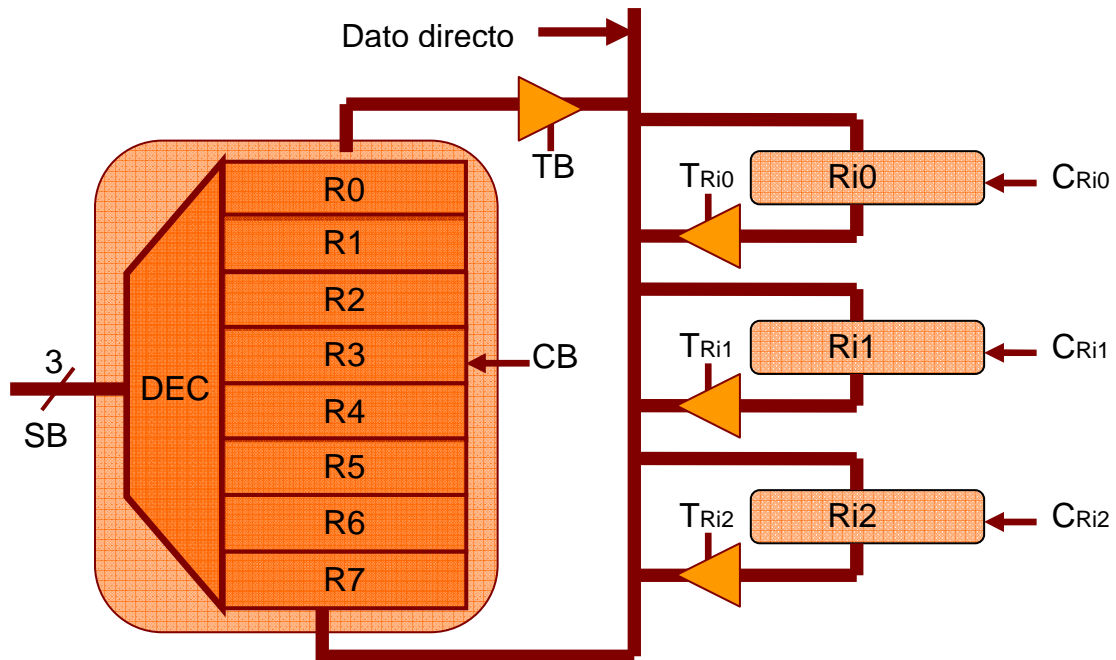 Dato directo
TB
R0
R1
R2
R3
R4
R5
R6
R7
DEC
3
SB
CB
TRi0
Ri0
CRi0
TRi1
Ri1
CRi1
TRi2
Ri2
CRi2